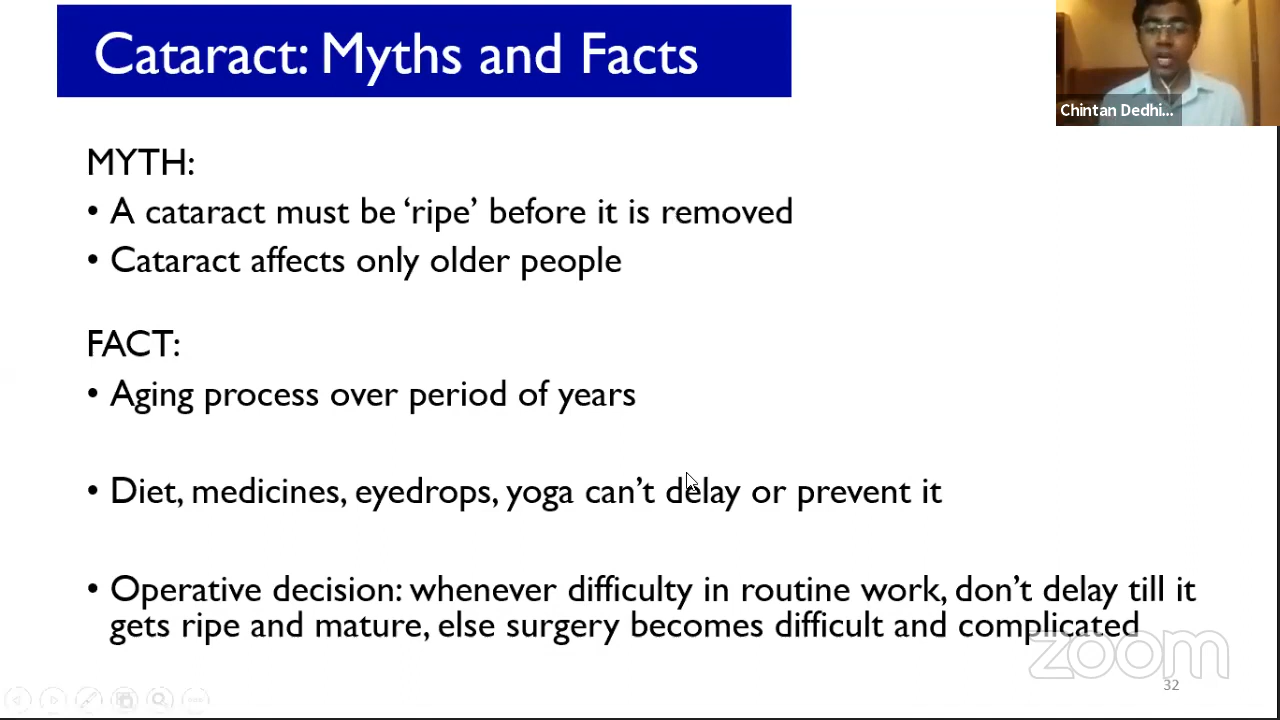 Cataract: Myths and Facts
Chintan Dedhi...
MYTH:
• A cataract must be ‘ripe’ before it is removed
• Cataract affects only older people
FACT:
• Aging process over period of years
• Diet, medicines, eyedrops, yoga can’t delay or prevent it
• Operative decision: whenever difficulty in routine work, don’t delay till it
gets ripe and mature, else surgery becomes difficult and complicated
zoom
32